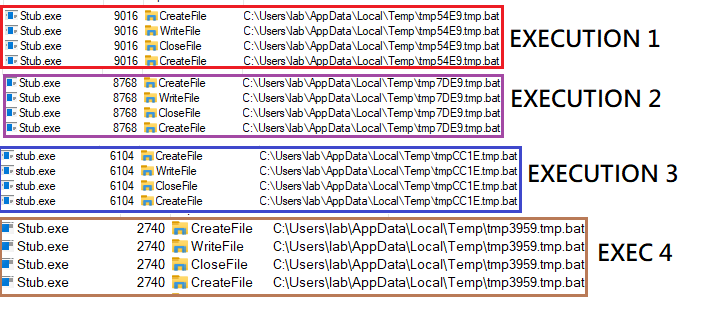 Stub.exe 9016 CreateFile C:\Users\lab\AppData\Local\Temp\tmp54E9.tmp.bat
Stub.exe 9016 WriteFile C:\Users\lab\AppData\Local\Temp\tmp54E9.tmp.bat
Stub.exe 9016 CloseFile C:\Users\lab\AppData\Local\Temp\tmp54E9.tmp.bat
Stub.exe 9016 CreateFile C:\Users\lab\AppData\Local\Temp\tmp54E9.tmp.bat
EXECUTION 1
Stub.exe 8768 CreateFile C:\Users\lab\AppData\Local\Temp\tmp7DE9.tmp.bat
Stub.exe 8768 WriteFile C:\Users\lab\AppData\Local\Temp\tmp7DE9.tmp.bat
Stub.exe 8768 CloseFile C:\Users\lab\AppData\Local\Temp\tmp7DE9.tmp.bat
Stub.exe 8768 CreateFile C:\Users\lab\AppData\Local\Temp\tmp7DE9.tmp.bat
EXECUTION 2
stub.exe 6104 CreateFile C:\Users\lab\AppData\Local\Temp\tmpCC1E.tmp.bat
stub.exe 6104 WriteFile C:\Users\lab\AppData\Local\Temp\tmpCC1E.tmp.bat
stub.exe 6104 CloseFile C:\Users\lab\AppData\Local\Temp\tmpCC1E.tmp.bat
stub.exe 6104 CreateFile C:\Users\lab\AppData\Local\Temp\tmpCC1E.tmp.bat
EXECUTION 3
Stub.exe 2740 CreateFile C:\Users\lab\AppData\Local\Temp\tmp3959.tmp.bat
Stub.exe 2740 WriteFile C:\Users\lab\AppData\Local\Temp\tmp3959.tmp.bat
Stub.exe 2740 CloseFile C:\Users\lab\AppData\Local\Temp\tmp3959.tmp.bat
Stub.exe 2740 CreateFile C:\Users\lab\AppData\Local\Temp\tmp3959.tmp.bat
EXEC 4